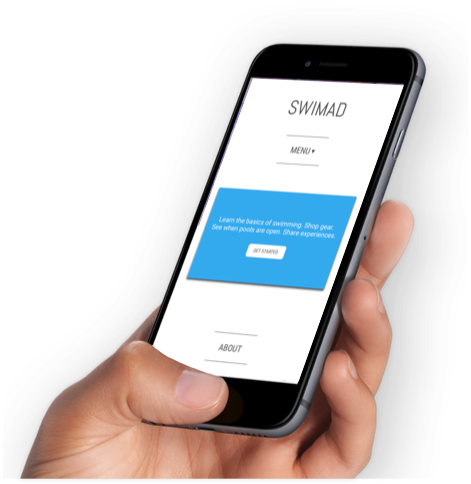 SWIMAD
MENU ▾
Learn the basics of swimming. Shop gear.
See when pools are open. Share experiences
GET STARTED
ABOUT